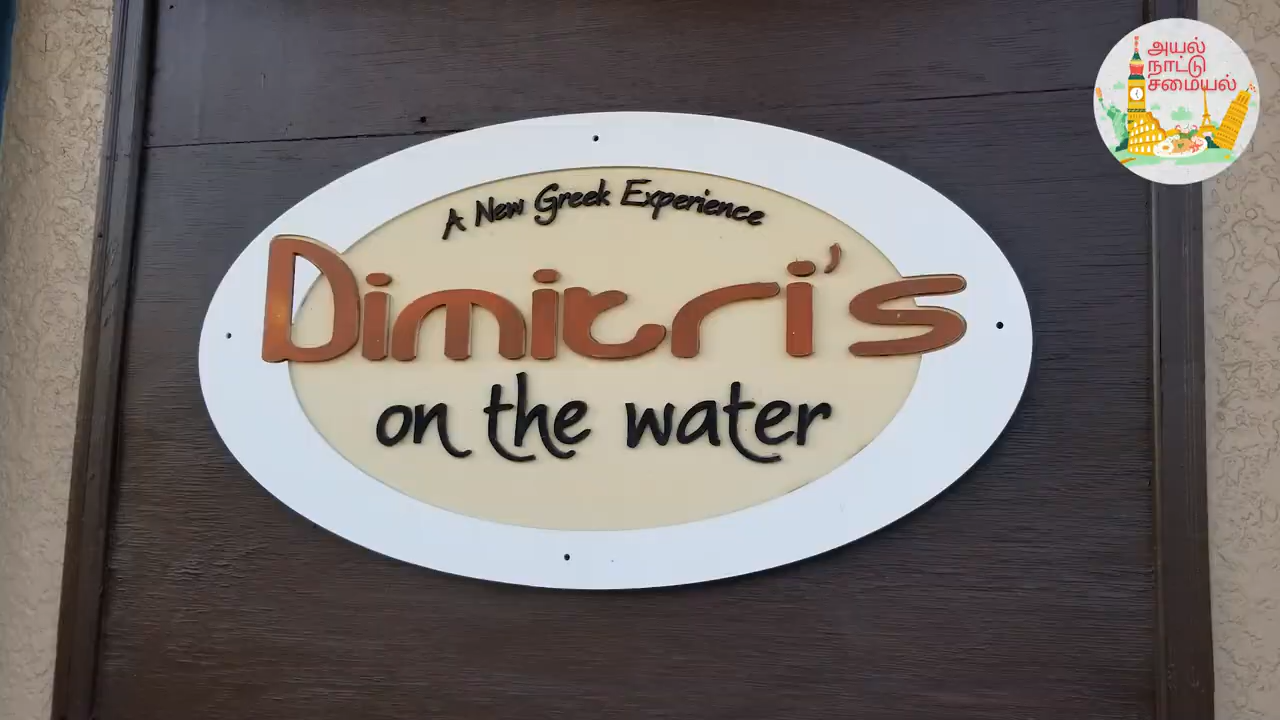 A New Greek Experience
Dimitri's
on the water
அயல்
நாட்டு
சமையல்